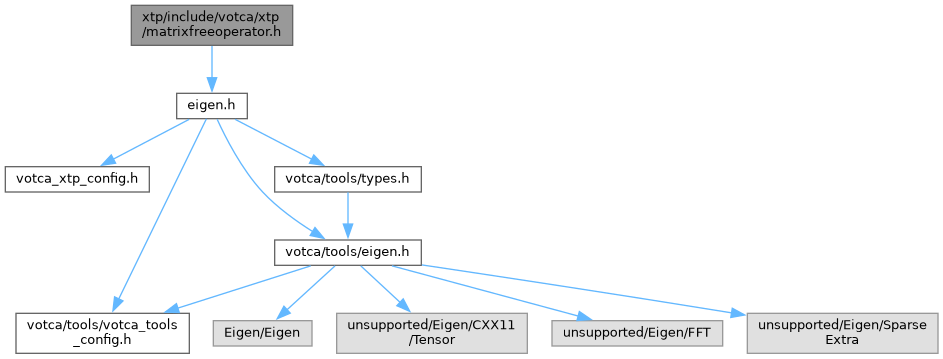 xtp/include/votca/xtp
/matrixfreeoperator.h
eigen.h
votca_xtp_config.h
votca/tools/types.h
votca/tools/eigen.h
votca/tools/votca_tools
_config.h
Eigen/Eigen
unsupported/Eigen/CXX11
/Tensor
unsupported/Eigen/FFT
unsupported/Eigen/Sparse
Extra